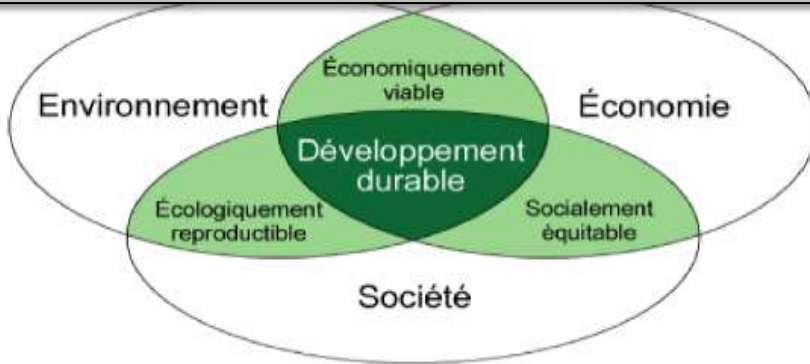 Économiquement
viable
Environnement
Économie
Développement
durable
Écologiquement
reproductible
Socialement
équitable
Société